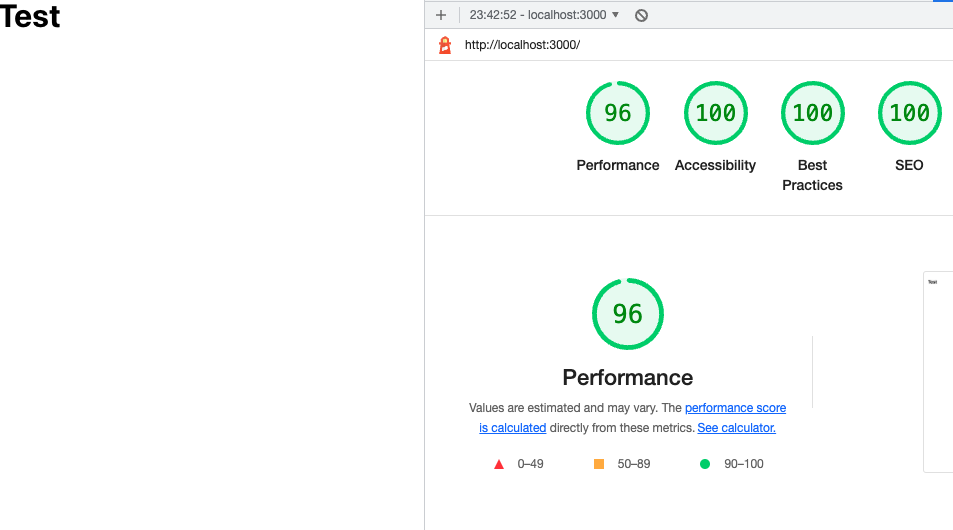 Test
23:42:52 - localhost:3000
http://localhost:3000/
96
100
100
100
Performance
Accessibility
Best
Practices
SEO
96
Performance
Values are estimated and may vary. The performance score
is calculated directly from these metrics. See calculator.
0–49
50–89
90–100
Test